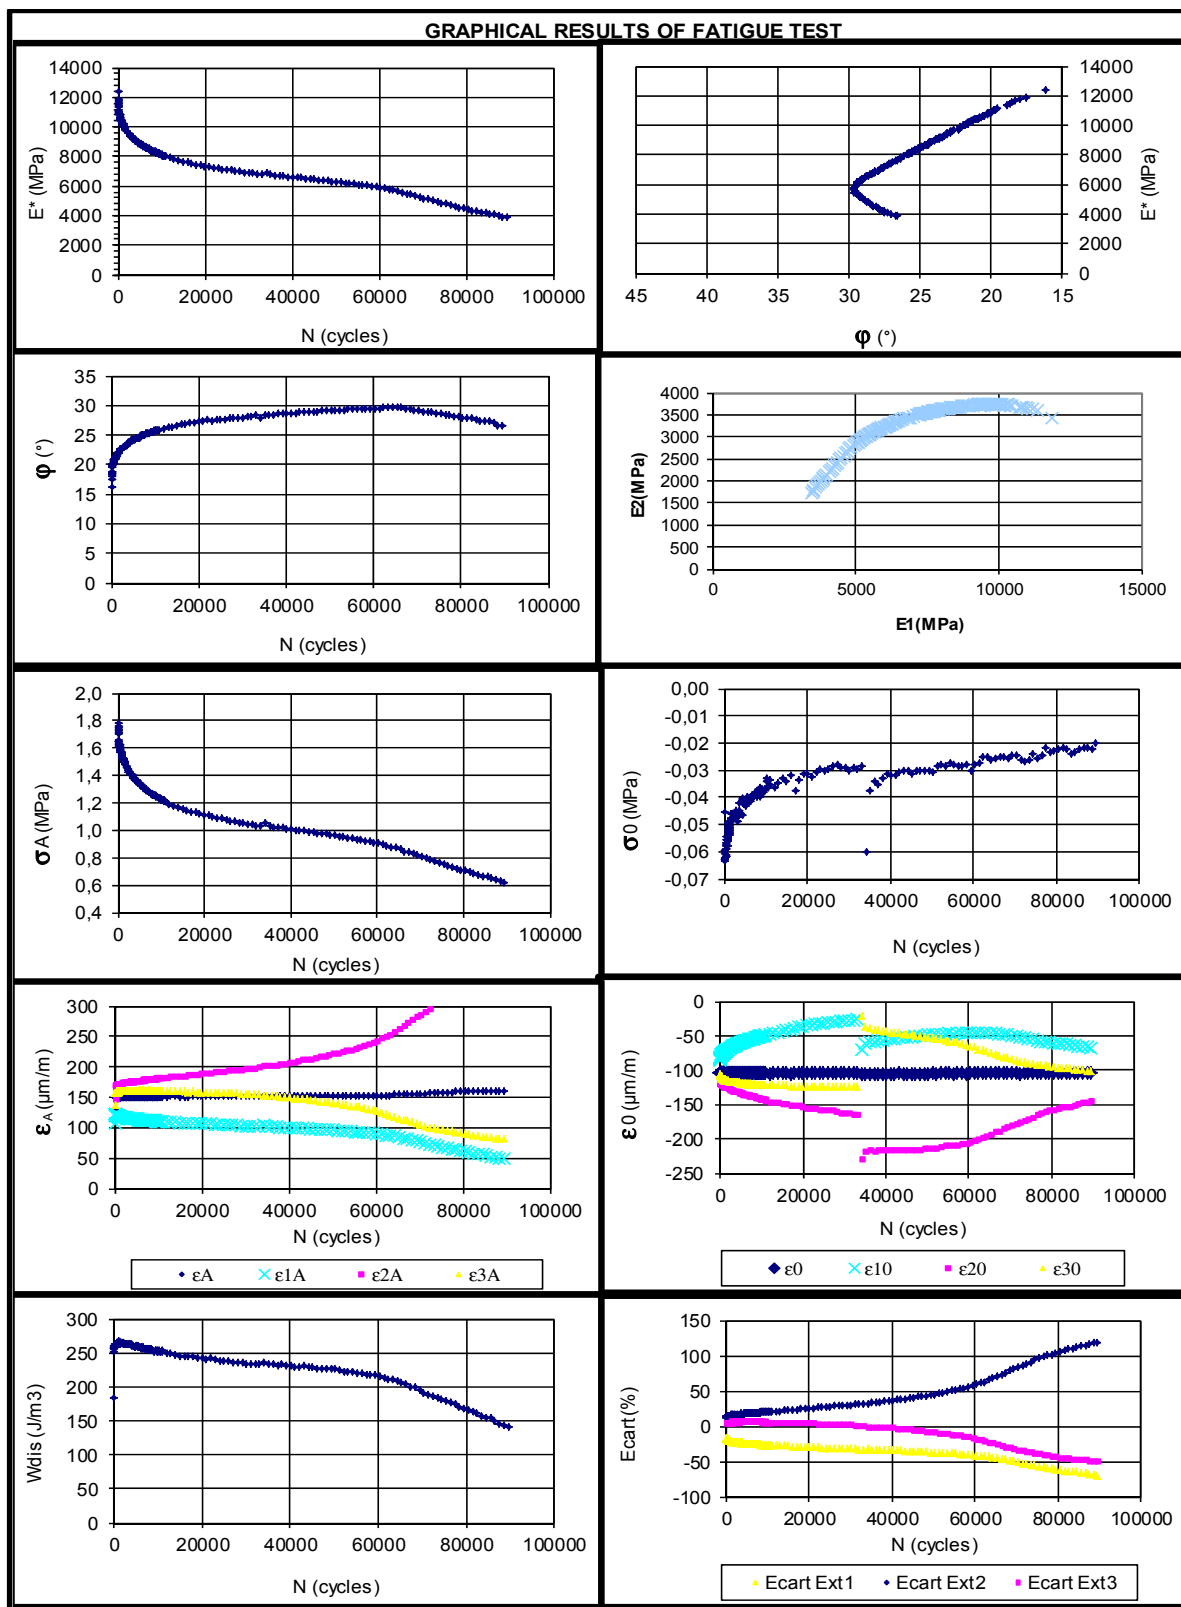 GRAPHICAL RESULTS OF FATIGUE TEST
14000
12000
10000
8000
6000
4000
2000
0
E* (MPa)
0 20000 40000 60000 80000 100000
N (cycles)
14000
12000
10000
8000
6000
4000
2000
0
E* (MPa)
45 40 35 30 25 20 15
φ (°)
35
30
25
20
15
10
5
0
φ (°)
0 20000 40000 60000 80000 100000
N (cycles)
4000
3500
3000
2500
2000
1500
1000
500
0
E2(MPa)
0 5000 10000 15000
E1(MPa)
2,0
1,8
1,6
1,4
1,2
1,0
0,8
0,6
0,4
σA (MPa)
0 20000 40000 60000 80000 100000
N (cycles)
0,00
-0,01
-0,02
-0,03
-0,04
-0,05
-0,06
-0,07
σ0 (MPa)
0 20000 40000 60000 80000 100000
N (cycles)
300
250
200
150
100
50
0
εA (µm/m)
0 20000 40000 60000 80000 100000
N (cycles)
εA ε1A ε2A ε3A
0
-50
-100
-150
-200
-250
ε0 (µm/m)
0 20000 40000 60000 80000 100000
N (cycles)
ε0 ε10 ε20 ε30
300
250
200
150
100
50
0
Wdis (J/m3)
0 20000 40000 60000 80000 100000
N (cycles)
150
100
50
0
-50
-100
Ecart (%)
0 20000 40000 60000 80000 100000
N (cycles)
Ecart Ext1 Ecart Ext2 Ecart Ext3